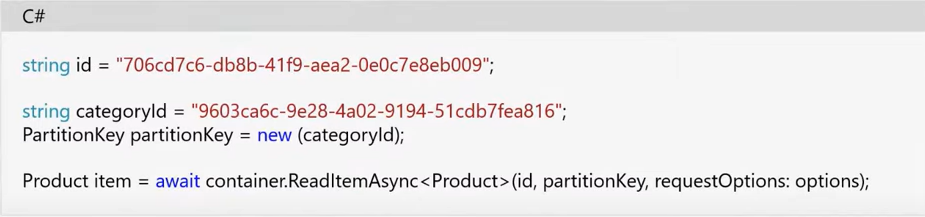 C#
string id = "706cd7c6-db8b-41f9-aea2-0e0c7e8eb009";
string categoryId = "9603ca6c-9e28-4a02-9194-51cdb7fea816";
PartitionKey partitionKey = new (categoryId);
Product item = await container.ReadItemAsync<Product>(id, partitionKey, requestOptions: options);